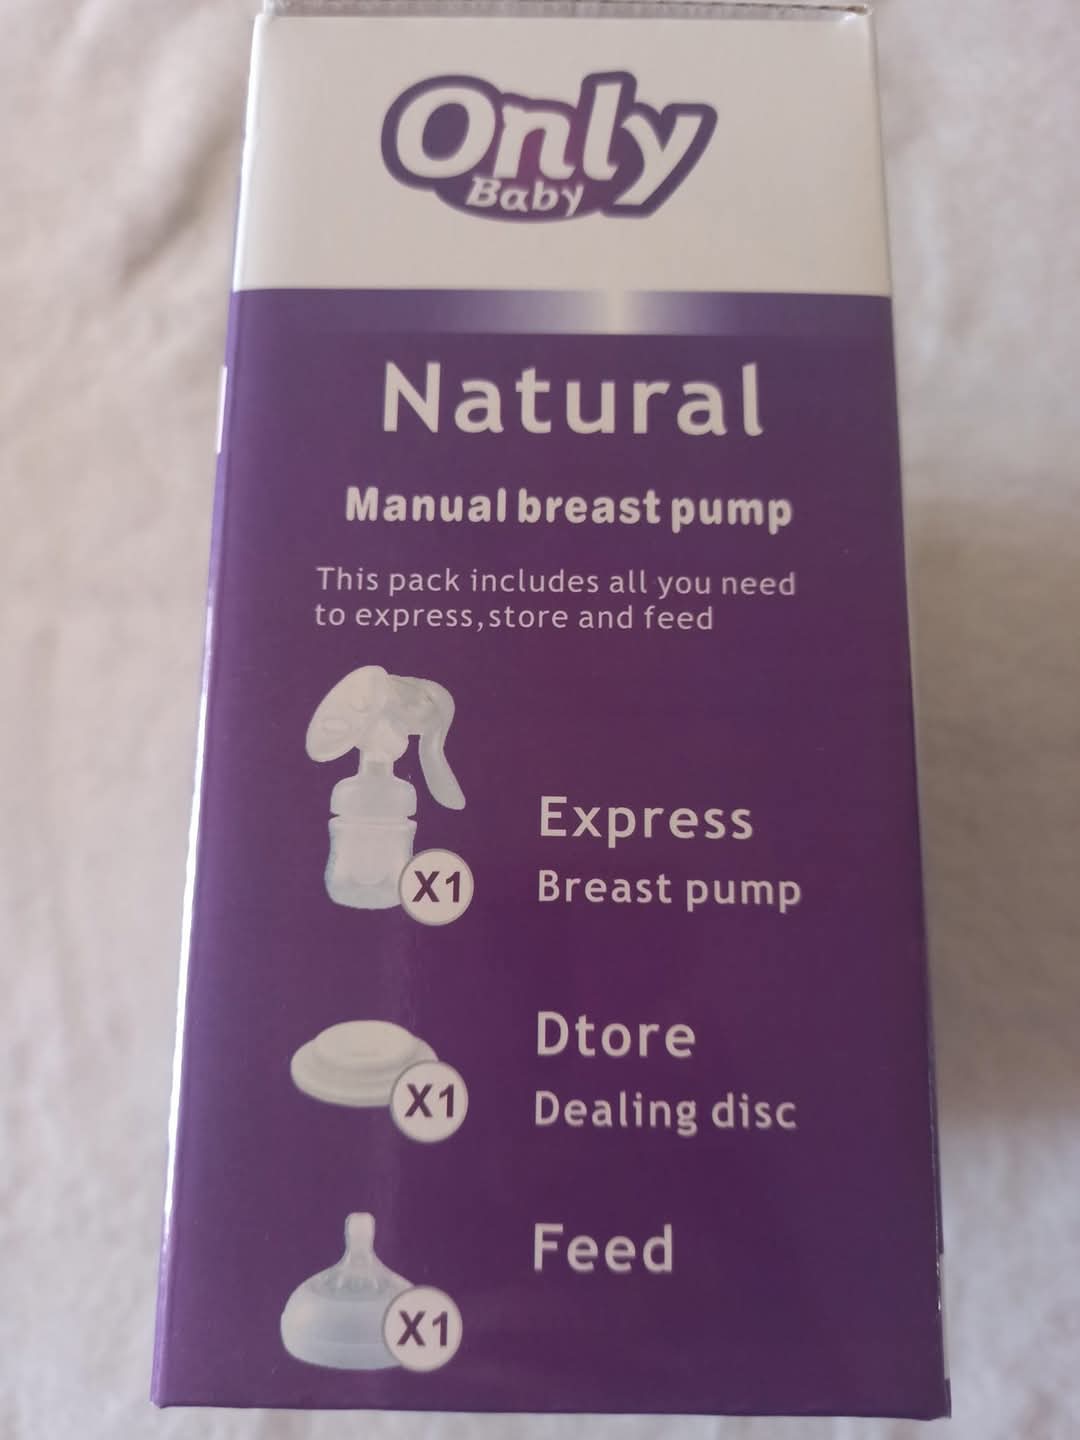 Only
Baby
Natural
Manual breast pump
This pack includes all you need
to express,store and feed
Express
Breast pump
X1
Dtore
Dealing disc
X1
Feed
X1